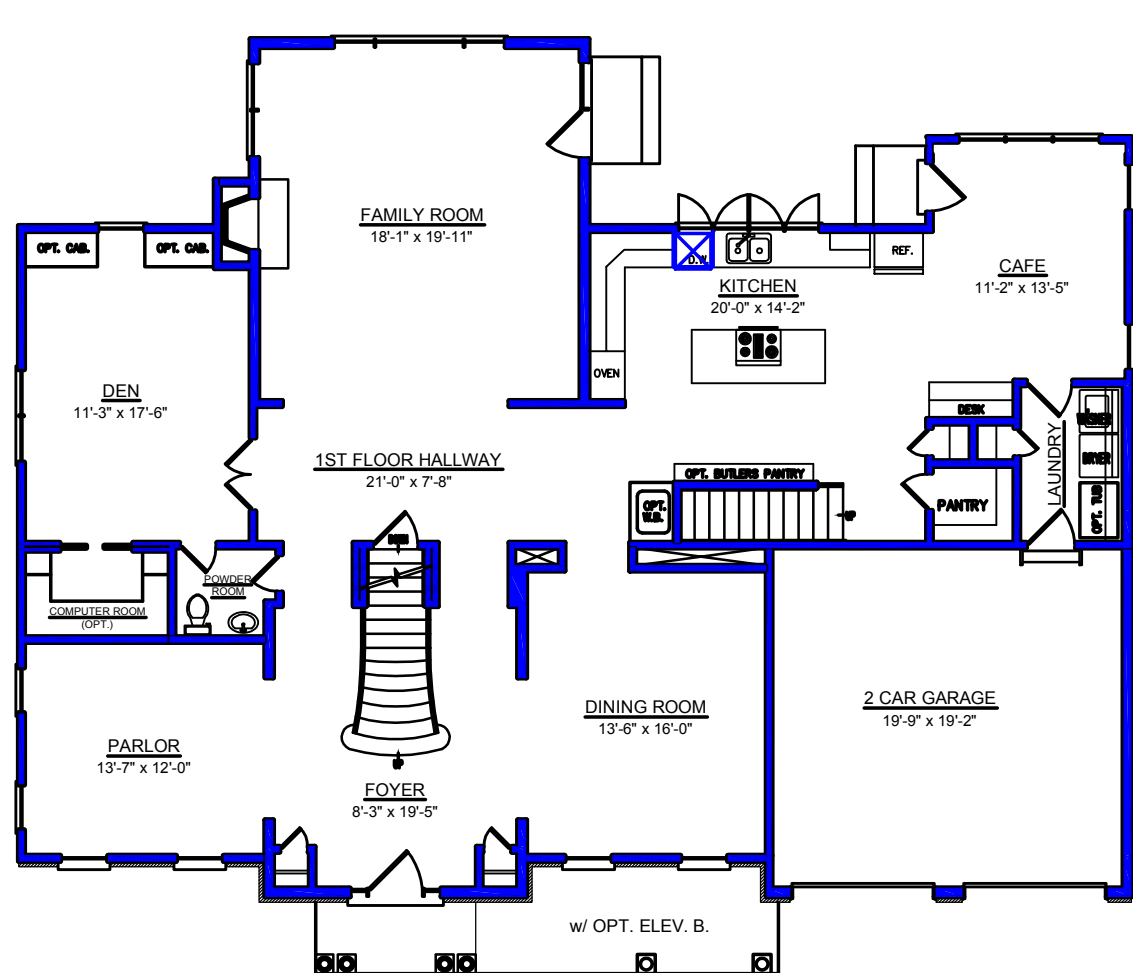 FAMILY ROOM
18'-1" x 19'-11"
OPT. CAB.
OPT. CAB.
D.W.
REF.
KITCHEN
20'-0" x 14'-2"
CAFE
11'-2" x 13'-5"
OVEN
DEN
11'-3" x 17'-6"
DESK
WASHER
DRYER
LAUNDRY
OPT. TUB
1ST FLOOR HALLWAY
21'-0" x 7'-8"
OPT. BUTLERS PANTRY
OPT.
W.B.
UP
PANTRY
DOWN
POWDER
ROOM
COMPUTER ROOM
(OPT.)
PARLOR
13'-7" x 12'-0"
UP
FOYER
8'-3" x 19'-5"
DINING ROOM
13'-6" x 16'-0"
2 CAR GARAGE
19'-9" x 19'-2"
w/ OPT. ELEV. B.